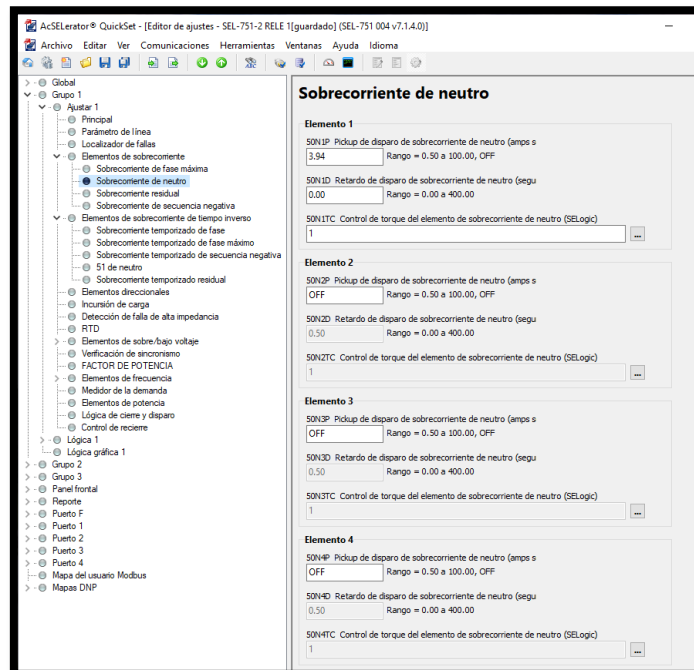 AcSELerator® QuickSet - [Editor de ajustes - SEL-751-2 RELE 1[guardado] (SEL-751 004 v7.1.4.0)]
Archivo Editar Ver Comunicaciones Herramientas Ventanas Ayuda Idioma
Global
Grupo 1
Ajustar 1
Principal
Parámetro de línea
Localizador de fallas
Elementos de sobrecorriente
Sobrecorriente de fase máxima
Sobrecorriente de neutro
Sobrecorriente residual
Sobrecorriente de secuencia negativa
Elementos de sobrecorriente de tiempo inverso
Sobrecorriente temporizado de fase
Sobrecorriente temporizado de fase máximo
Sobrecorriente temporizado de secuencia negativa
51 de neutro
Sobrecorriente temporizado residual
Elementos direccionales
Incursión de carga
Detección de falla de alta impedancia
RTD
Elementos de sobre/bajo voltaje
Verificación de sincronismo
FACTOR DE POTENCIA
Elementos de frecuencia
Medidor de la demanda
Elementos de potencia
Lógica de cierre y disparo
Control de recierre
Lógica 1
Lógica gráfica 1
Grupo 2
Grupo 3
Panel frontal
Reporte
Puerto F
Puerto 1
Puerto 2
Puerto 3
Puerto 4
Mapa del usuario Modbus
Mapas DNP
Sobrecorriente de neutro
Elemento 1
50N1P Pickup de disparo de sobrecorriente de neutro (amps s
3.94 Rango = 0.50 a 100.00, OFF
50N1D Retardo de disparo de sobrecorriente de neutro (segu
0.00 Rango = 0.00 a 400.00
50N1TC Control de torque del elemento de sobrecorriente de neutro (SELogic)
1 ...
Elemento 2
50N2P Pickup de disparo de sobrecorriente de neutro (amps s
OFF Rango = 0.50 a 100.00, OFF
50N2D Retardo de disparo de sobrecorriente de neutro (segu
0.50 Rango = 0.00 a 400.00
50N2TC Control de torque del elemento de sobrecorriente de neutro (SELogic)
1 ...
Elemento 3
50N3P Pickup de disparo de sobrecorriente de neutro (amps s
OFF Rango = 0.50 a 100.00, OFF
50N3D Retardo de disparo de sobrecorriente de neutro (segu
0.50 Rango = 0.00 a 400.00
50N3TC Control de torque del elemento de sobrecorriente de neutro (SELogic)
1 ...
Elemento 4
50N4P Pickup de disparo de sobrecorriente de neutro (amps s
OFF Rango = 0.50 a 100.00, OFF
50N4D Retardo de disparo de sobrecorriente de neutro (segu
0.50 Rango = 0.00 a 400.00
50N4TC Control de torque del elemento de sobrecorriente de neutro (SELogic)
1 ...